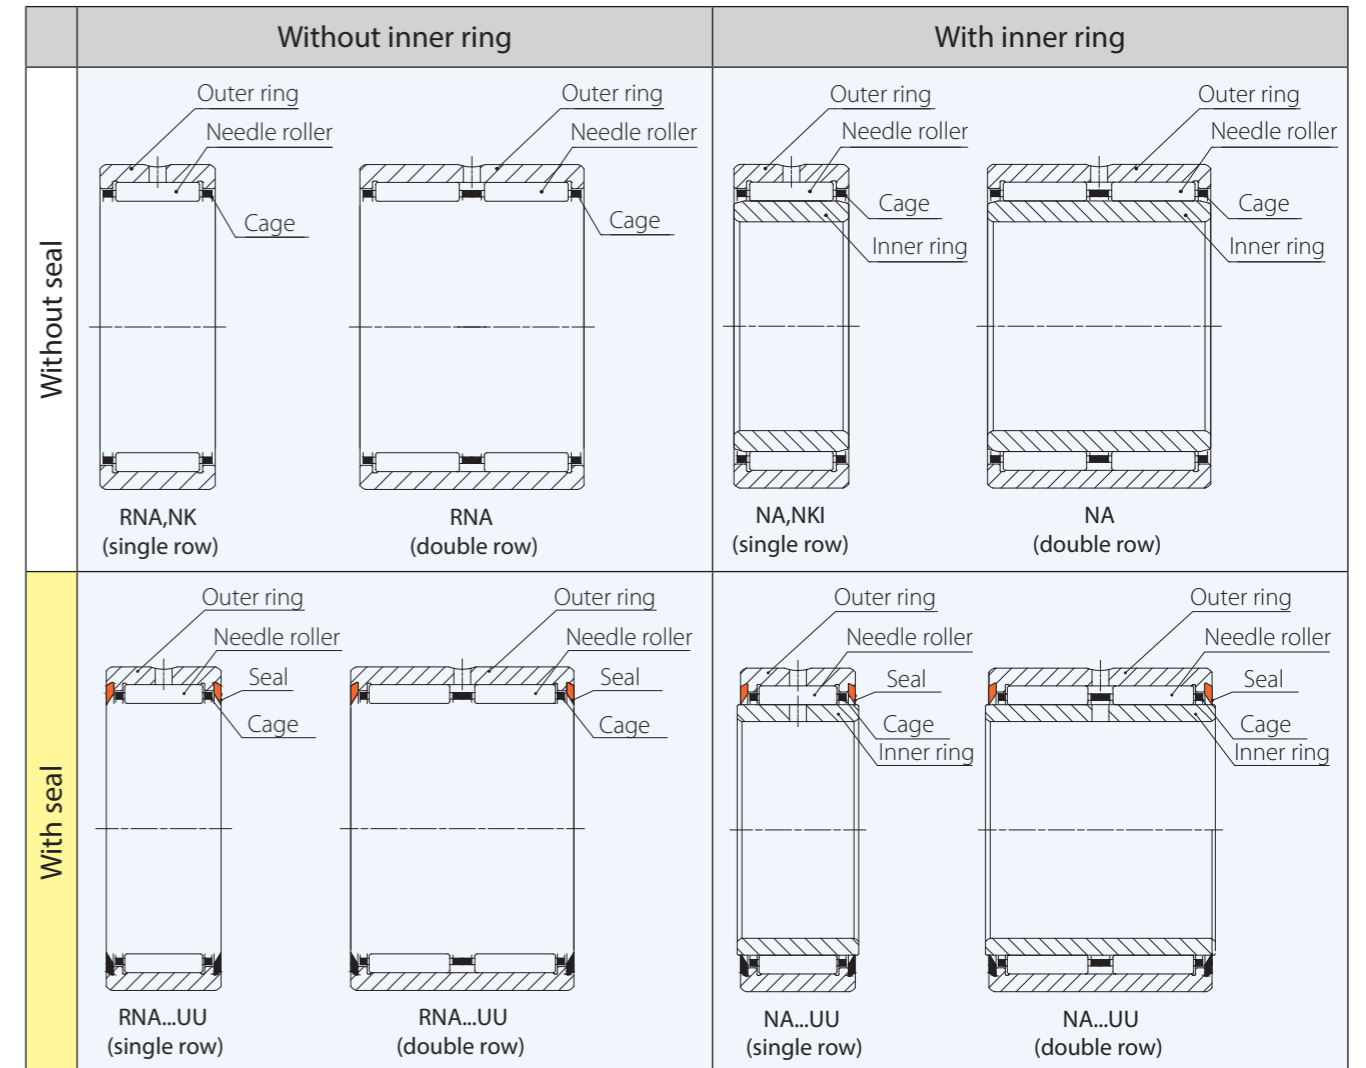 Without inner ring
With inner ring
Without seal
Outer ring
Needle roller
Cage
RNA,NK
(single row)
Outer ring
Needle roller
Cage
RNA
(double row)
Outer ring
Needle roller
Cage
Inner ring
NA,NKI
(single row)
Outer ring
Needle roller
Cage
Inner ring
NA
(double row)
With seal
Outer ring
Needle roller
Seal
Cage
RNA...UU
(single row)
Outer ring
Needle roller
Seal
Cage
RNA...UU
(double row)
Outer ring
Needle roller
Seal
Cage
Inner ring
NA...UU
(single row)
Outer ring
Needle roller
Seal
Cage
Inner ring
NA...UU
(double row)